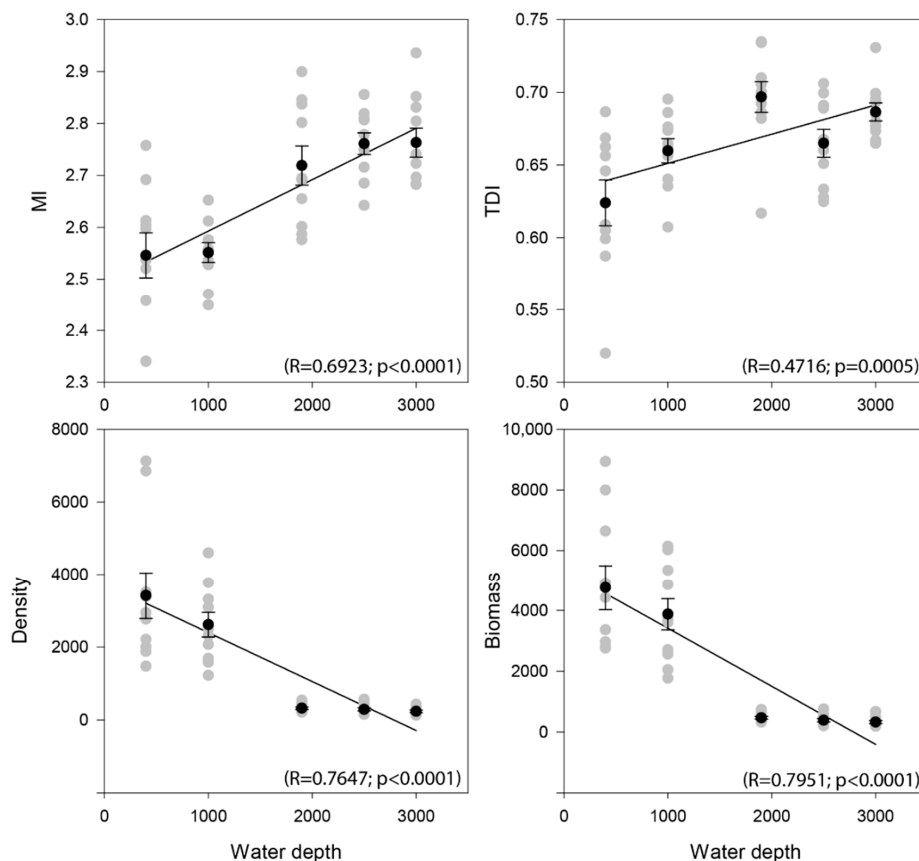 3.0
2.9
2.8
2.7
2.6
2.5
2.4
2.3
MI
0 1000 2000 3000
(R=0.6923; p<0.0001)
0.75
0.70
0.65
0.60
0.55
0.50
TDI
0 1000 2000 3000
(R=0.4716; p=0.0005)
8000
6000
4000
2000
0
Density
0 1000 2000 3000
Water depth
(R=0.7647; p<0.0001)
10,000
8000
6000
4000
2000
0
Biomass
0 1000 2000 3000
Water depth
(R=0.7951; p<0.0001)